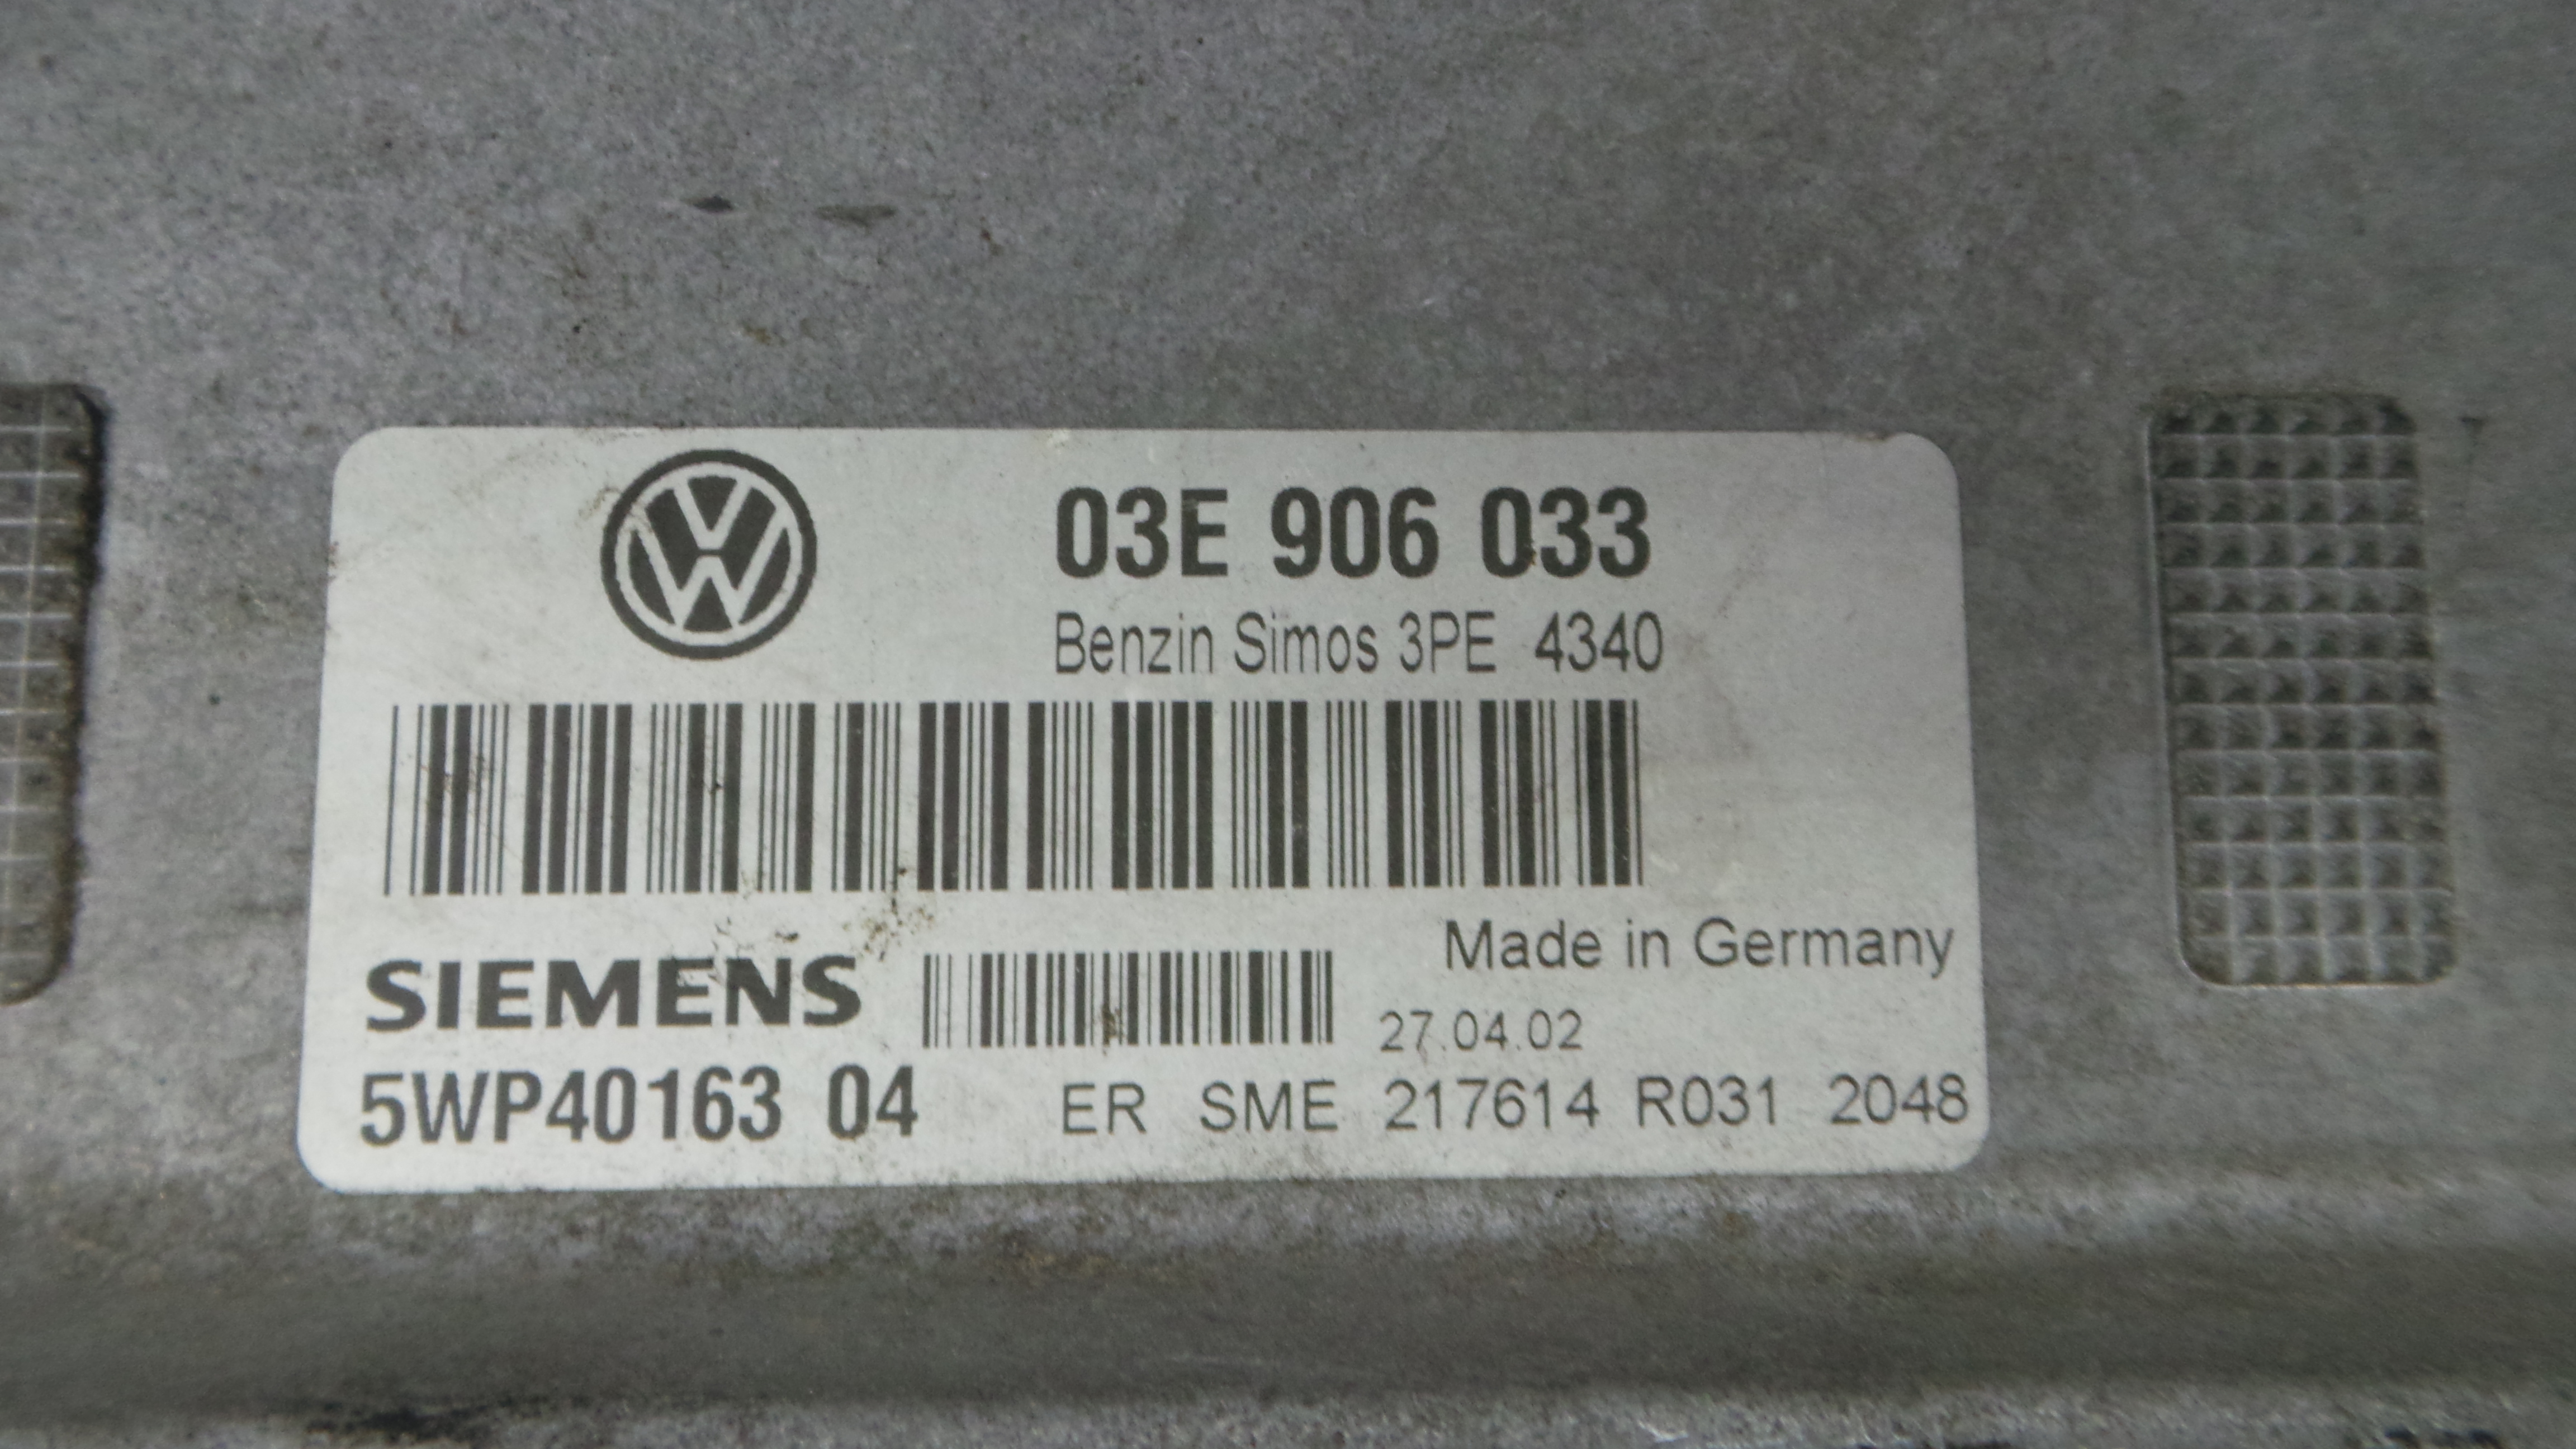 03E 906 033
Benzin Simos 3PE 4340
Made in Germany
SIEMENS
27.04.02
5WP40163 04 ER SME 217614 R031 2048